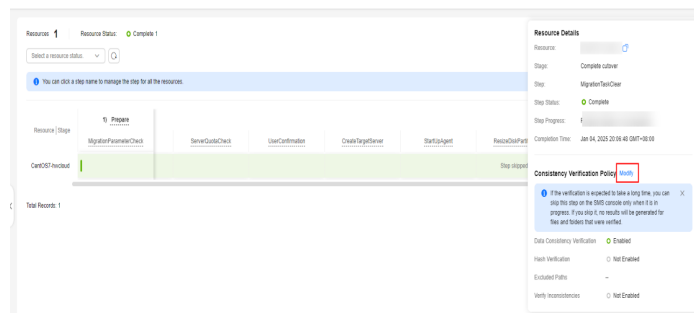 Resources 1 Resource Status: Complete 1
Select a resource status
You can click a step name to manage the step for all the resources.
Resource | Stage
1) Prepare
MigrationParameterCheck ServerQuotaCheck UserConfirmation CreateTargetServer StartUpAgent ResizeDiskParti
CentOS7-hwcloud Step skipped
Total Records: 1
Resource Details
Resource:
Stage: Complete cutover
Step: MigrationTaskClear
Step Status: Complete
Step Progress:
Completion Time: Jan 04, 2025 20:06:48 GMT+08:00
Consistency Verification Policy Modify
If the verification is expected to take a long time, you can
skip this step on the SMS console only when it is in
progress. If you skip it, no results will be generated for
files and folders that were verified.
Data Consistency Verification Enabled
Hash Verification Not Enabled
Excluded Paths --
Verify Inconsistencies Not Enabled